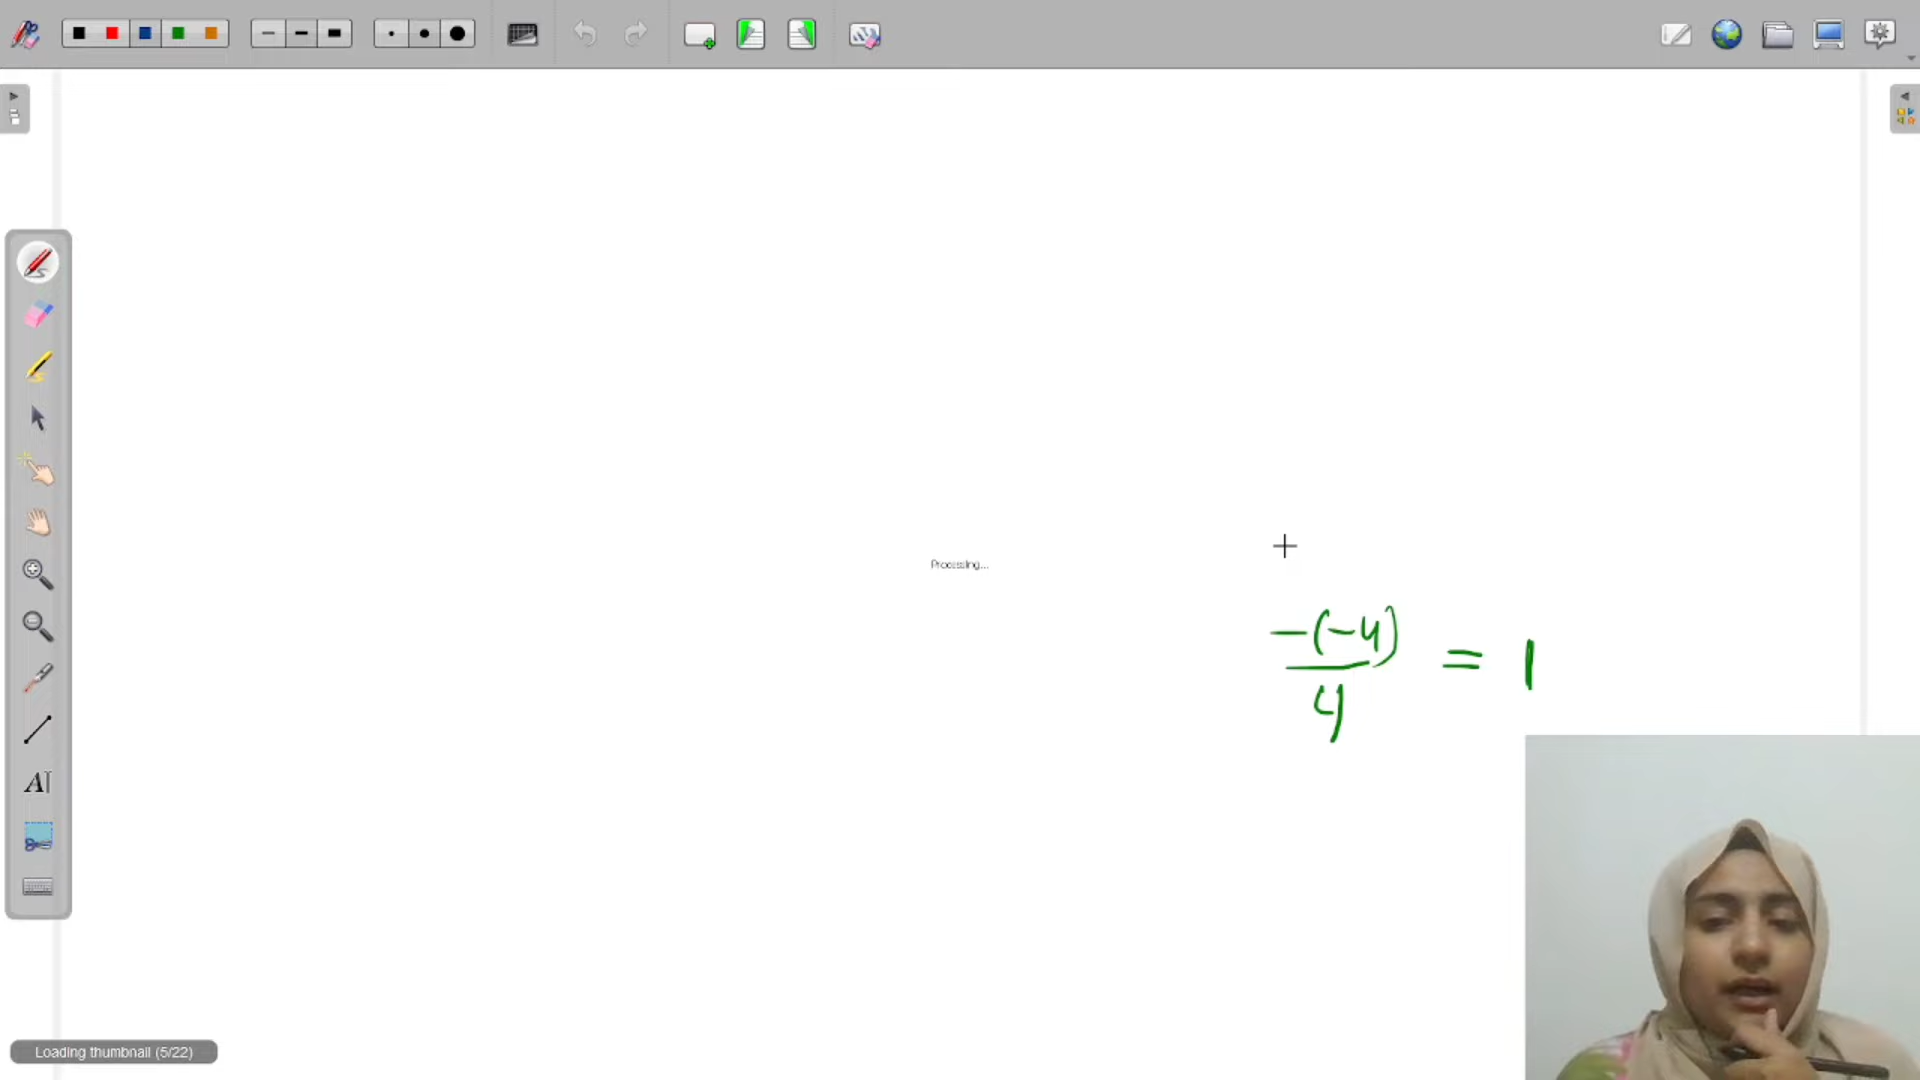 Processing...
-(-4)
4
= 1
Loading thumbnail (5/22)